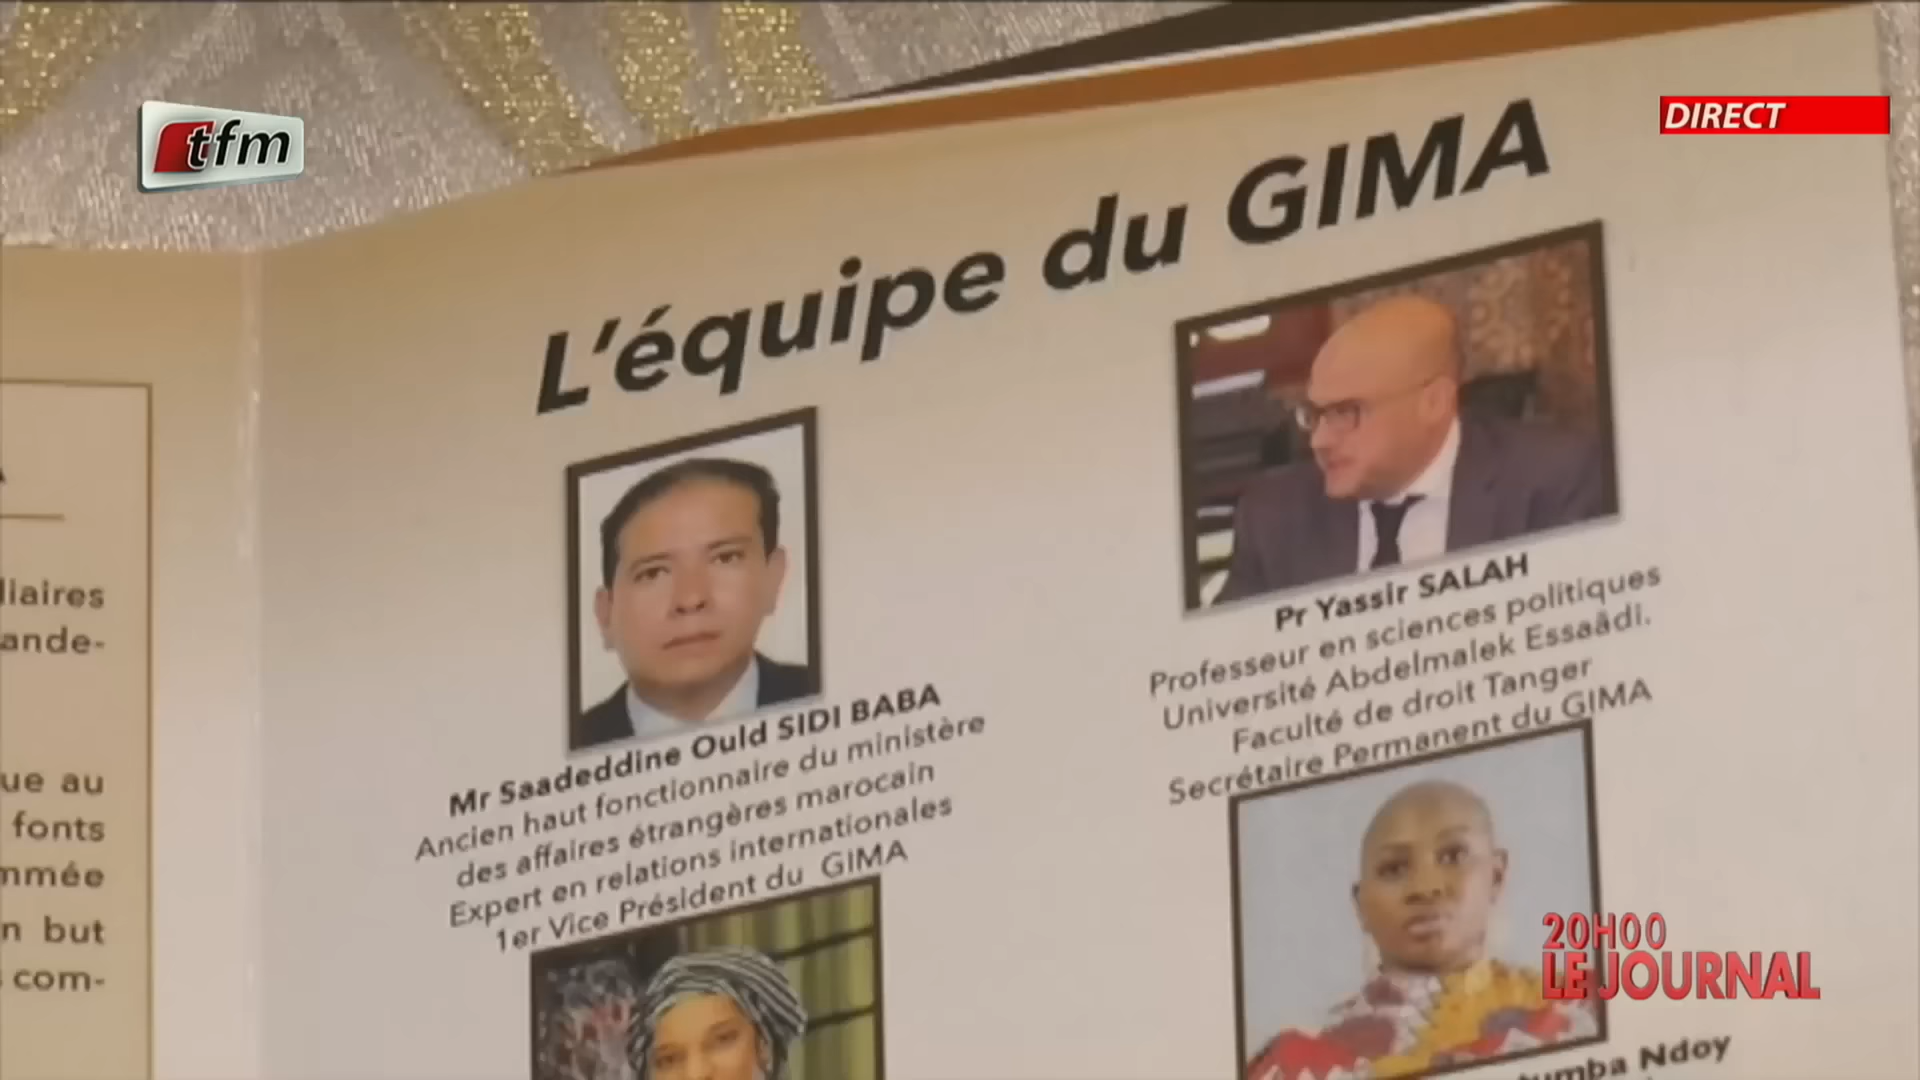 tfm
DIRECT
L'équipe du GIMA
Mr Saadeddine Ould SIDI BABA
Ancien haut fonctionnaire du ministère
des affaires étrangères marocain
Expert en relations internationales
1er Vice Président du GIMA
Pr Yassir SALAH
Professeur en sciences politiques
Université Abdelmalek Essaâdi.
Faculté de droit Tanger
Secrétaire Permanent du GIMA
Ndoy
liaires
ande-
ue au
fonts
mmée
n but
com-
20H00
LE JOURNAL